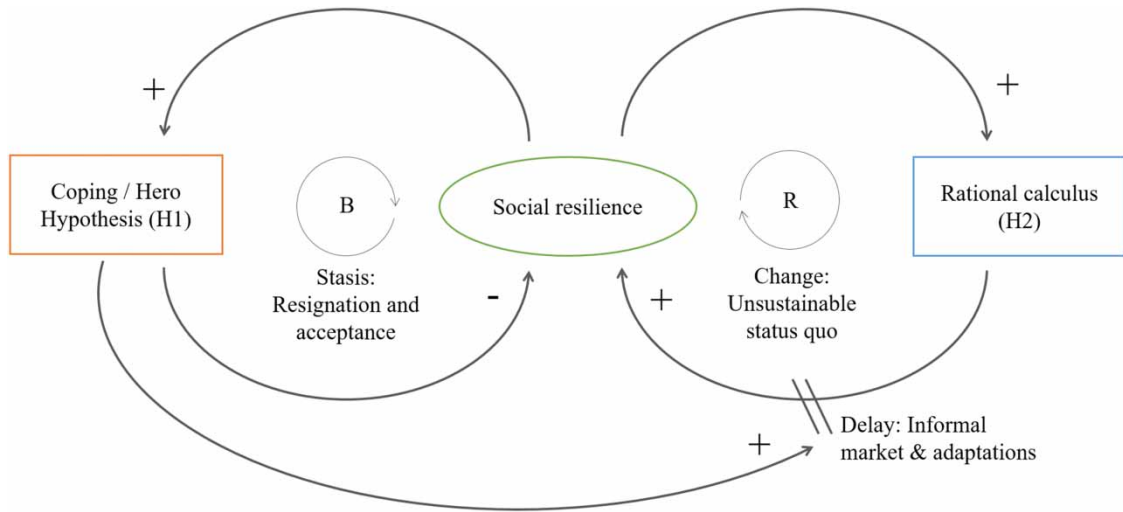 +
+
Coping / Hero
Hypothesis (H1)
B
Social resilience
R
Rational calculus
(H2)
Stasis:
Resignation and
acceptance
-
+
Change:
Unsustainable
status quo
+
Delay: Informal
market & adaptations